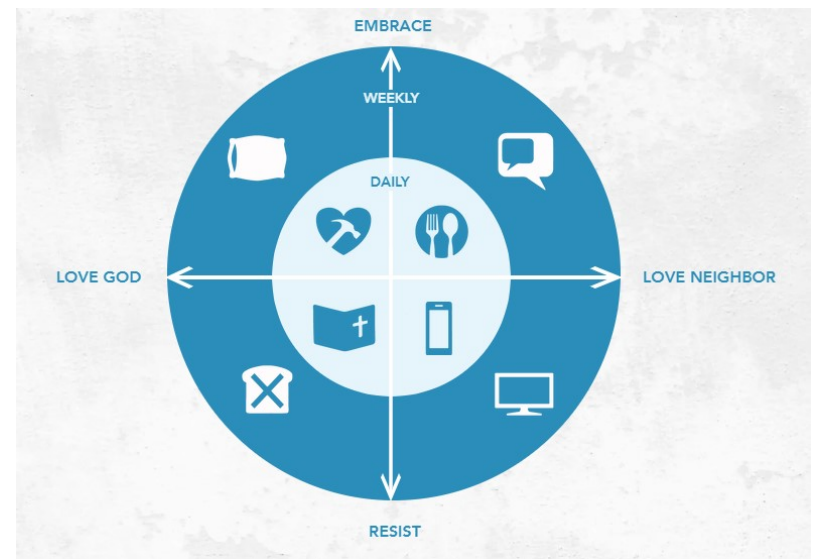 EMBRACE
WEEKLY
DAILY
LOVE GOD
LOVE NEIGHBOR
RESIST